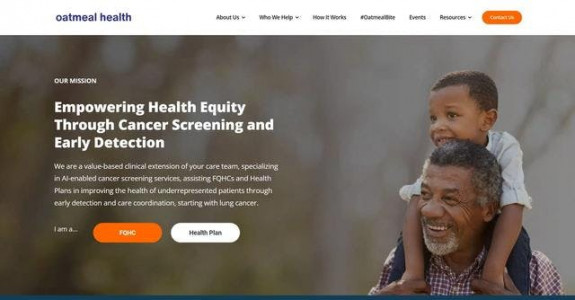 oatmeal health
About Us
Who We Help
How It Works
#OatmealBite
Events
Resources
Contact Us
OUR MISSION
Empowering Health Equity
Through Cancer Screening and
Early Detection
We are a value-based clinical extension of your care team, specializing
in AI-enabled cancer screening services, assisting FQHCs and Health
Plans in improving the health of underrepresented patients through
early detection and care coordination, starting with lung cancer.
I am a...
FQHC
Health Plan